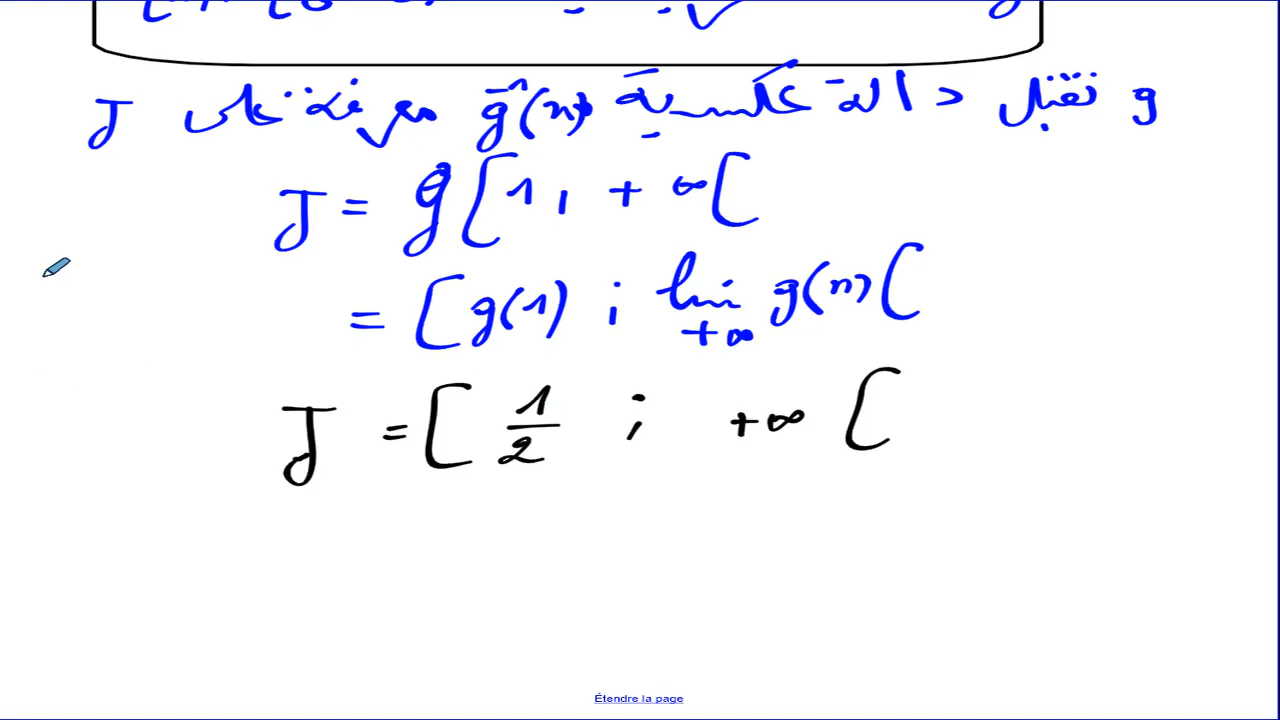 g تقبل دالة عكسية g⁻¹(x) معرفة على J
J = g[1, +∞[
= [g(1) ; lim +∞ g(x)[
J = [1/2 ; +∞[
Étendre la page